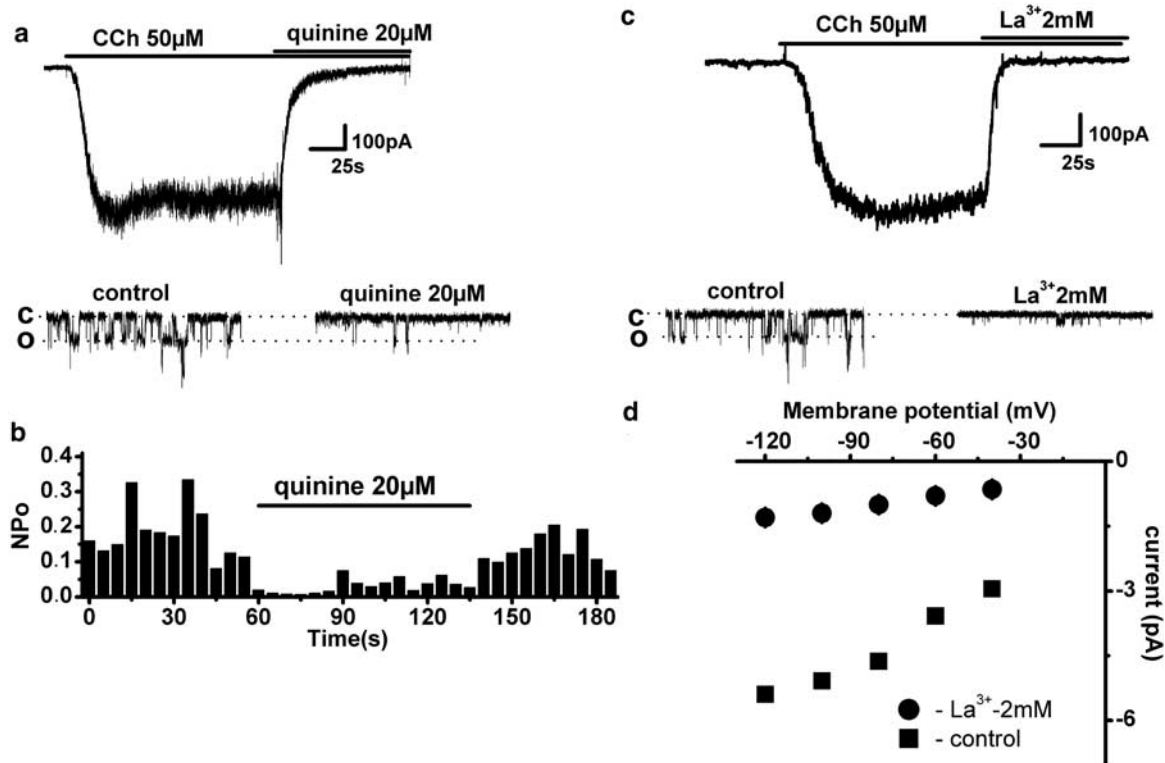 a
CCh 50µM
quinine 20µM
100pA
25s
control
quinine 20µM
C
O
b
0.4
0.3
0.2
0.1
0.0
NPo
quinine 20µM
0 30 60 90 120 150 180
Time(s)
c
CCh 50µM
La³⁺2mM
100pA
25s
control
La³⁺2mM
C
O
d
Membrane potential (mV)
-120 -90 -60 -30
0
-3
-6
current (pA)
- La³⁺-2mM
- control